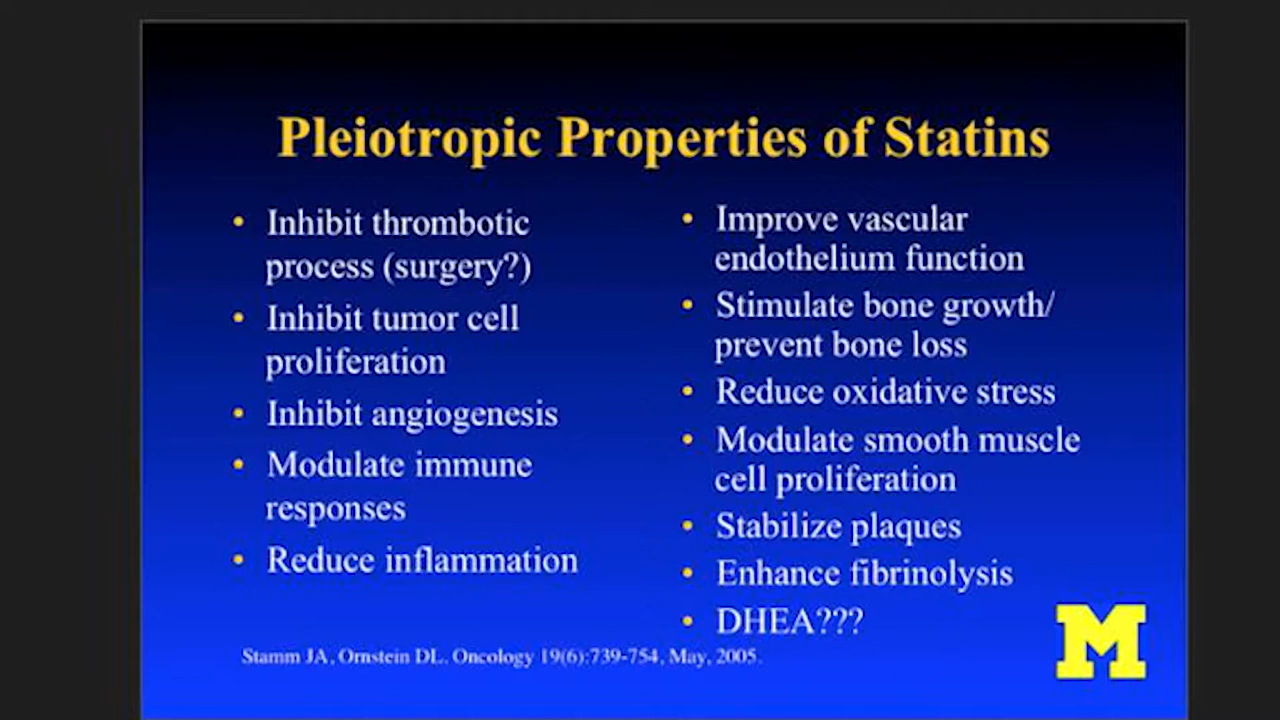 Pleiotropic Properties of Statins
• Inhibit thrombotic
process (surgery?)
• Inhibit tumor cell
proliferation
• Inhibit angiogenesis
• Modulate immune
responses
• Reduce inflammation
• Improve vascular
endothelium function
• Stimulate bone growth/
prevent bone loss
• Reduce oxidative stress
• Modulate smooth muscle
cell proliferation
• Stabilize plaques
• Enhance fibrinolysis
• DHEA???
Stamm JA, Ornstein DL. Oncology 19(6):739-754, May, 2005.
M